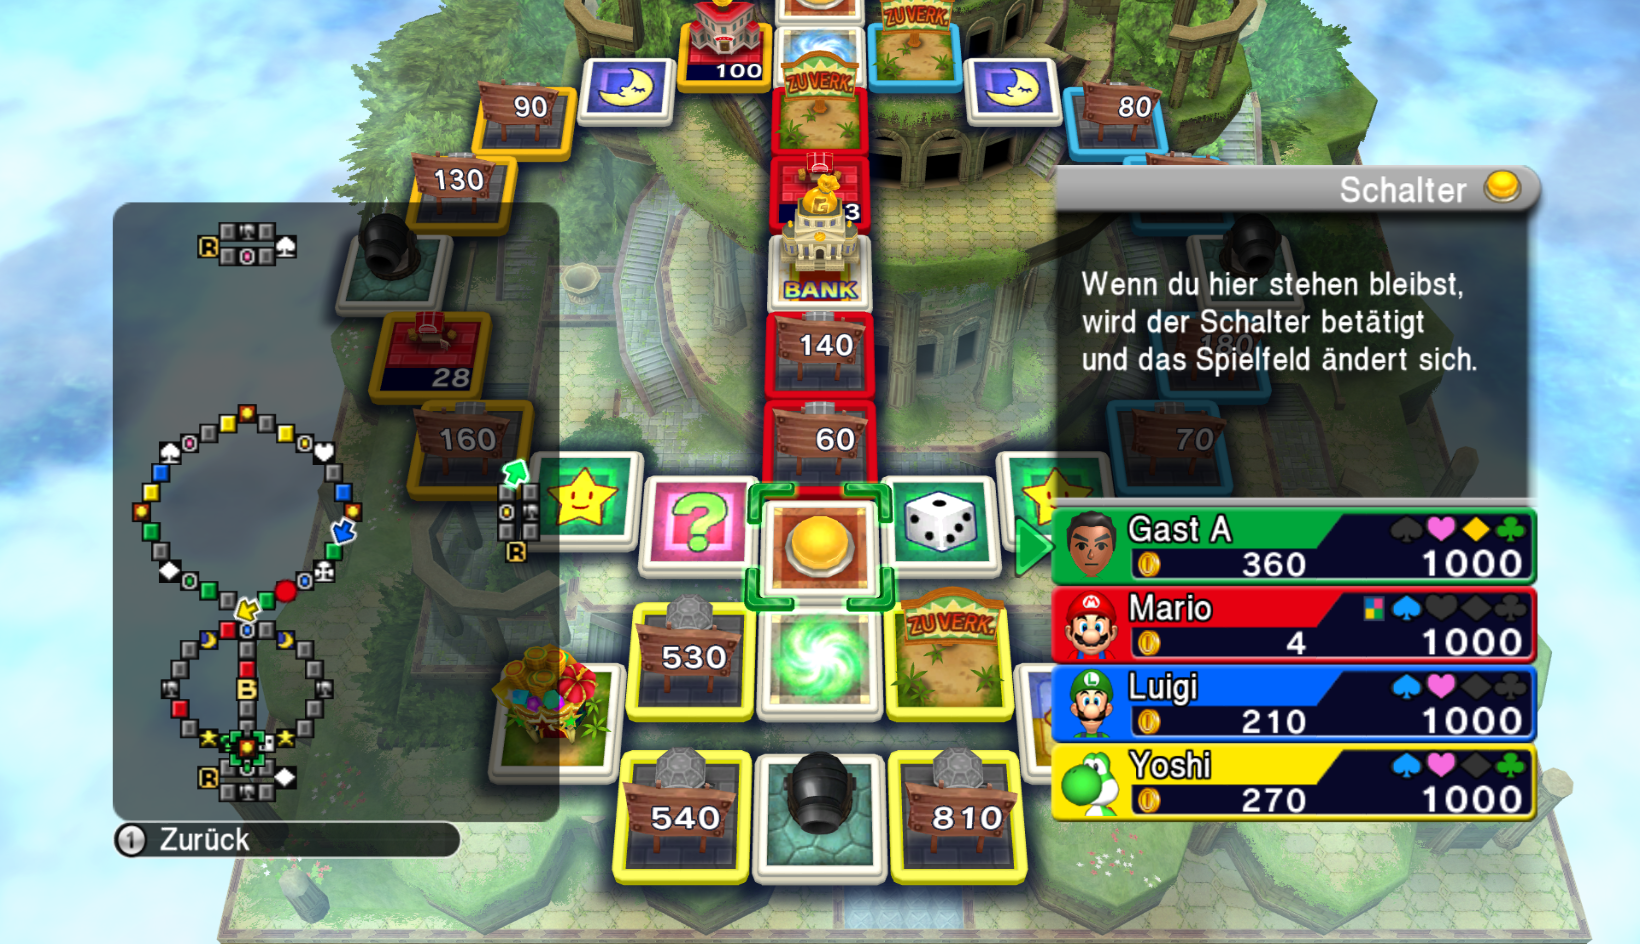 ZU VERK.
100
ZU VERK.
90
80
130
Schalter
3
R
BANK
Wenn du hier stehen bleibst,
wird der Schalter betätigt
und das Spielfeld ändert sich.
140
180
28
60
160
70
?
R
Gast A
360
1000
Mario
4
1000
Luigi
210
1000
Yoshi
270
1000
530
ZU VERK.
B
R
540
810
1 Zurück